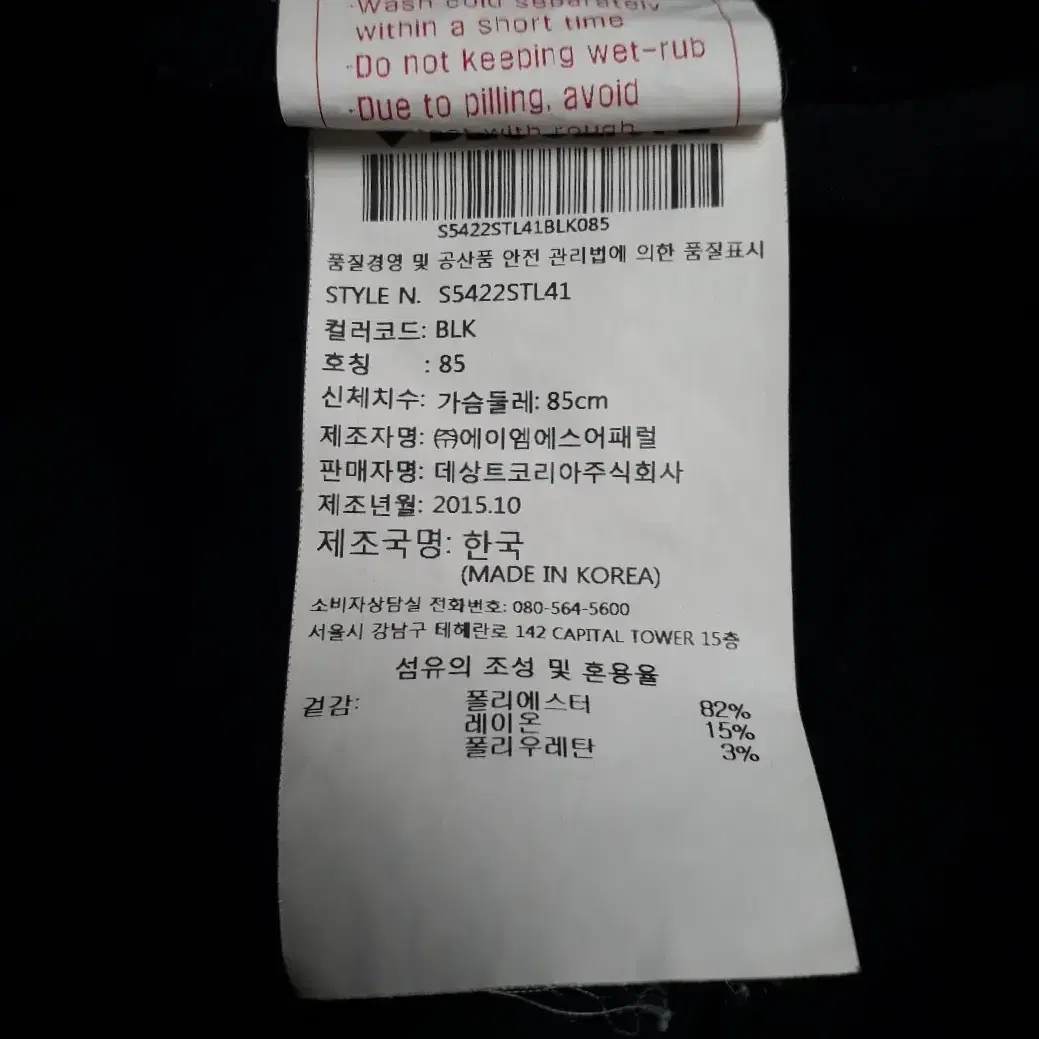 ·Wash cold separately
within a short time
·Do not keeping wet-rub
·Due to pilling, avoid
with rough
S5422STL41BLK085
품질경영 및 공산품 안전 관리법에 의한 품질표시
STYLE N. S5422STL41
컬러코드: BLK
호칭 : 85
신체치수: 가슴둘레: 85cm
제조자명: ㈜에이엠에스어패럴
판매자명: 데상트코리아주식회사
제조년월: 2015.10
제조국명: 한국
(MADE IN KOREA)
소비자상담실 전화번호: 080-564-5600
서울시 강남구 테헤란로 142 CAPITAL TOWER 15층
섬유의 조성 및 혼용율
겉감: 폴리에스터 82%
레이온 15%
폴리우레탄 3%